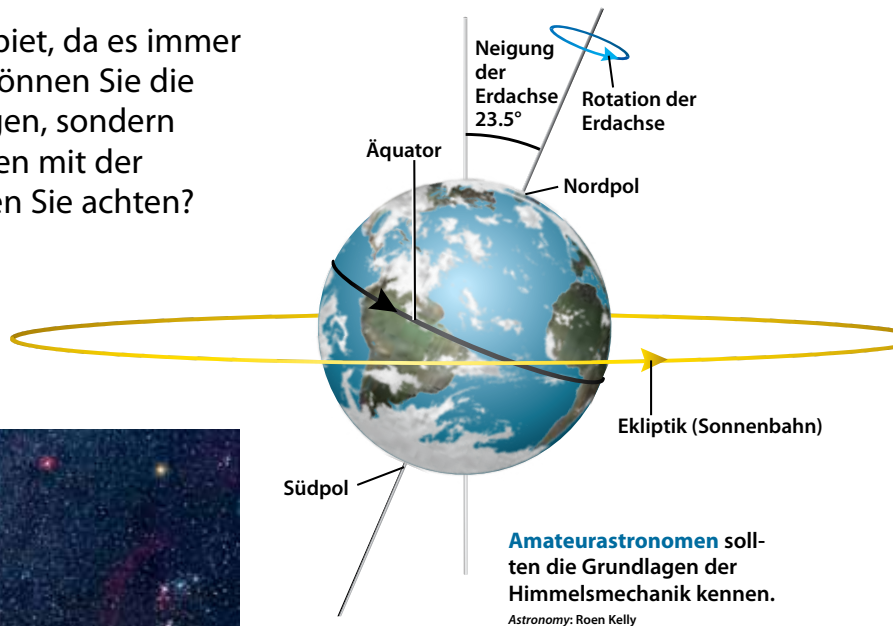 biet, da es immer
önnen Sie die
gen, sondern
en mit der
en Sie achten?
Neigung
der
Erdachse
23.5°
Rotation der
Erdachse
Äquator
Nordpol
Ekliptik (Sonnenbahn)
Südpol
Amateurastronomen soll-
ten die Grundlagen der
Himmelsmechanik kennen.
Astronomy: Roen Kelly